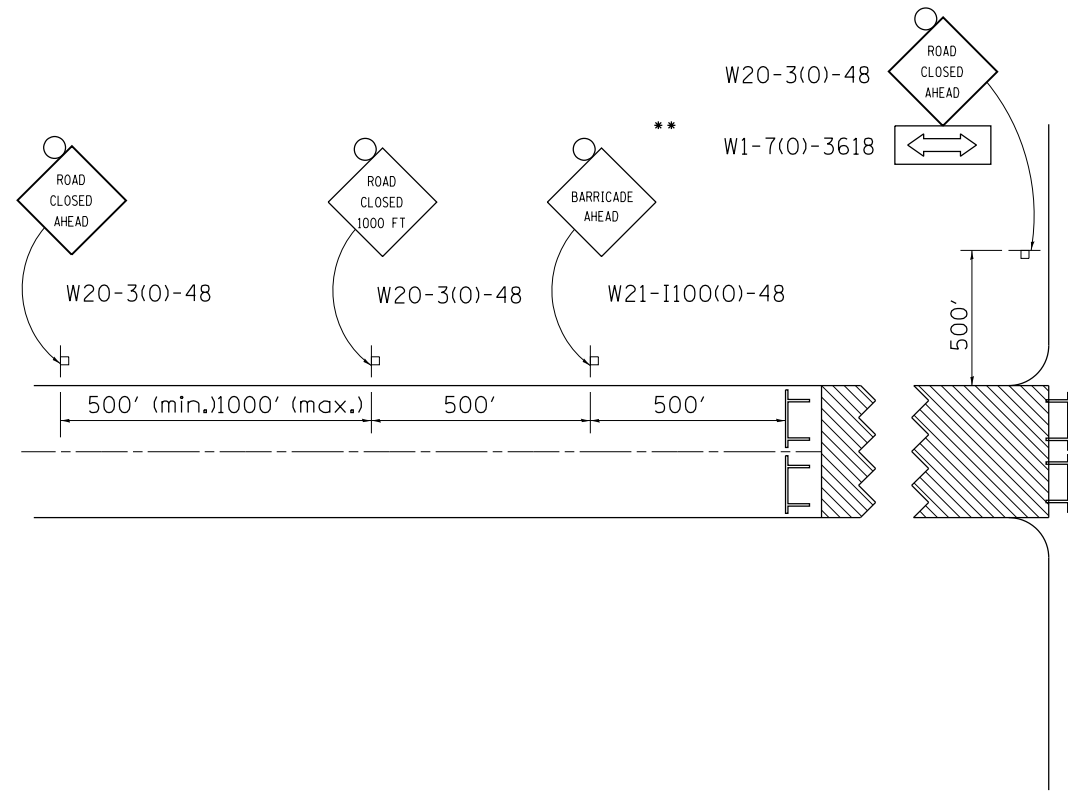 ROAD
CLOSED
AHEAD
W20-3(O)-48
**
W1-7(O)-3618
ROAD
CLOSED
AHEAD
W20-3(O)-48
ROAD
CLOSED
1000 FT
W20-3(O)-48
BARRICADE
AHEAD
W21-I100(O)-48
500'
500' (min.)1000' (max.)
500'
500'